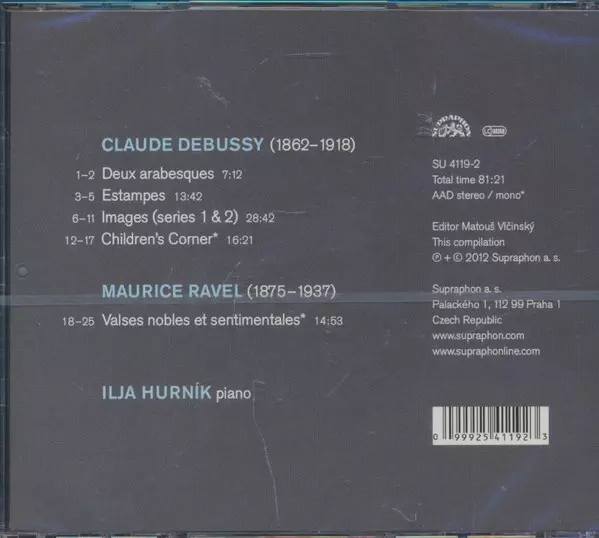 CLAUDE DEBUSSY (1862–1918)
1–2 Deux arabesques 7:12
3–5 Estampes 13:42
6–11 Images (series 1 & 2) 28:42
12–17 Children's Corner* 16:21
MAURICE RAVEL (1875–1937)
18–25 Valses nobles et sentimentales* 14:53
ILJA HURNÍK piano
SUPRAPHON
SU 4119-2
Total time 81:21
AAD stereo / mono*
Editor Matouš Vlčinský
This compilation
℗ + © 2012 Supraphon a. s.
Supraphon a. s.
Palackého 1, 112 99 Praha 1
Czech Republic
www.supraphon.com
www.supraphonline.com
0 99925 41192 3